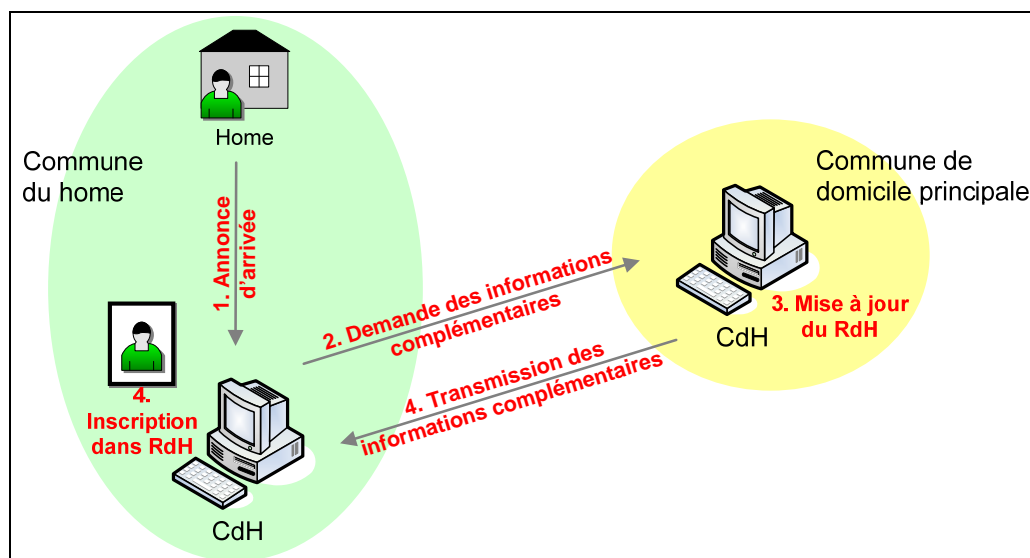 Home
Commune
du home
1. Annonce
d'arrivée
Commune de
domicile principale
2. Demande des informations
complémentaires
3. Mise à jour
du RdH
CdH
4. Transmission des
informations complémentaires
4.
Inscription
dans RdH
CdH